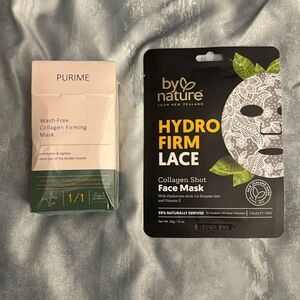 PURIME
Wash-Free
Collagen Firming
Mask
1/1
by
nature
FROM NEW ZEALAND
HYDRO
FIRM
LACE
Collagen Shot
Face Mask
With Hyaluronic Acid, Co-Enzyme Q10
and Vitamin E
99% NATURALLY DERIVED
CRUELTY FREE